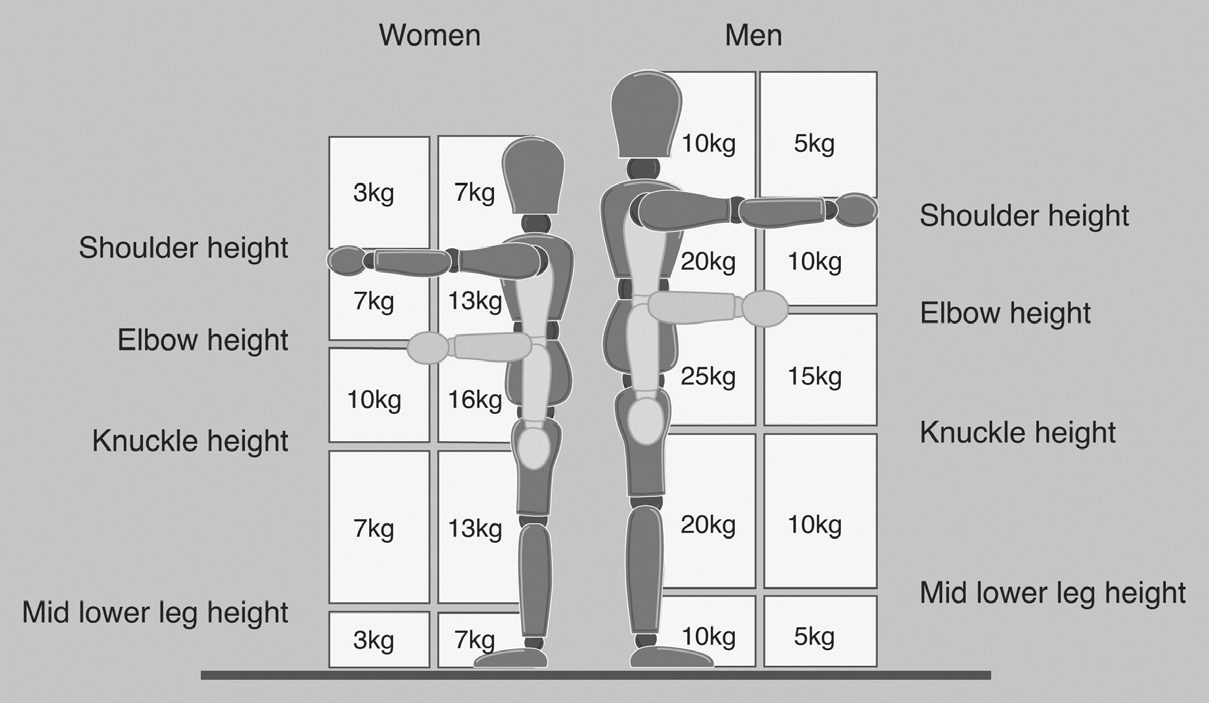 Women
Men
3kg
7kg
10kg
5kg
Shoulder height
Shoulder height
7kg
13kg
20kg
10kg
Elbow height
Elbow height
10kg
16kg
25kg
15kg
Knuckle height
Knuckle height
7kg
13kg
20kg
10kg
Mid lower leg height
Mid lower leg height
3kg
7kg
10kg
5kg